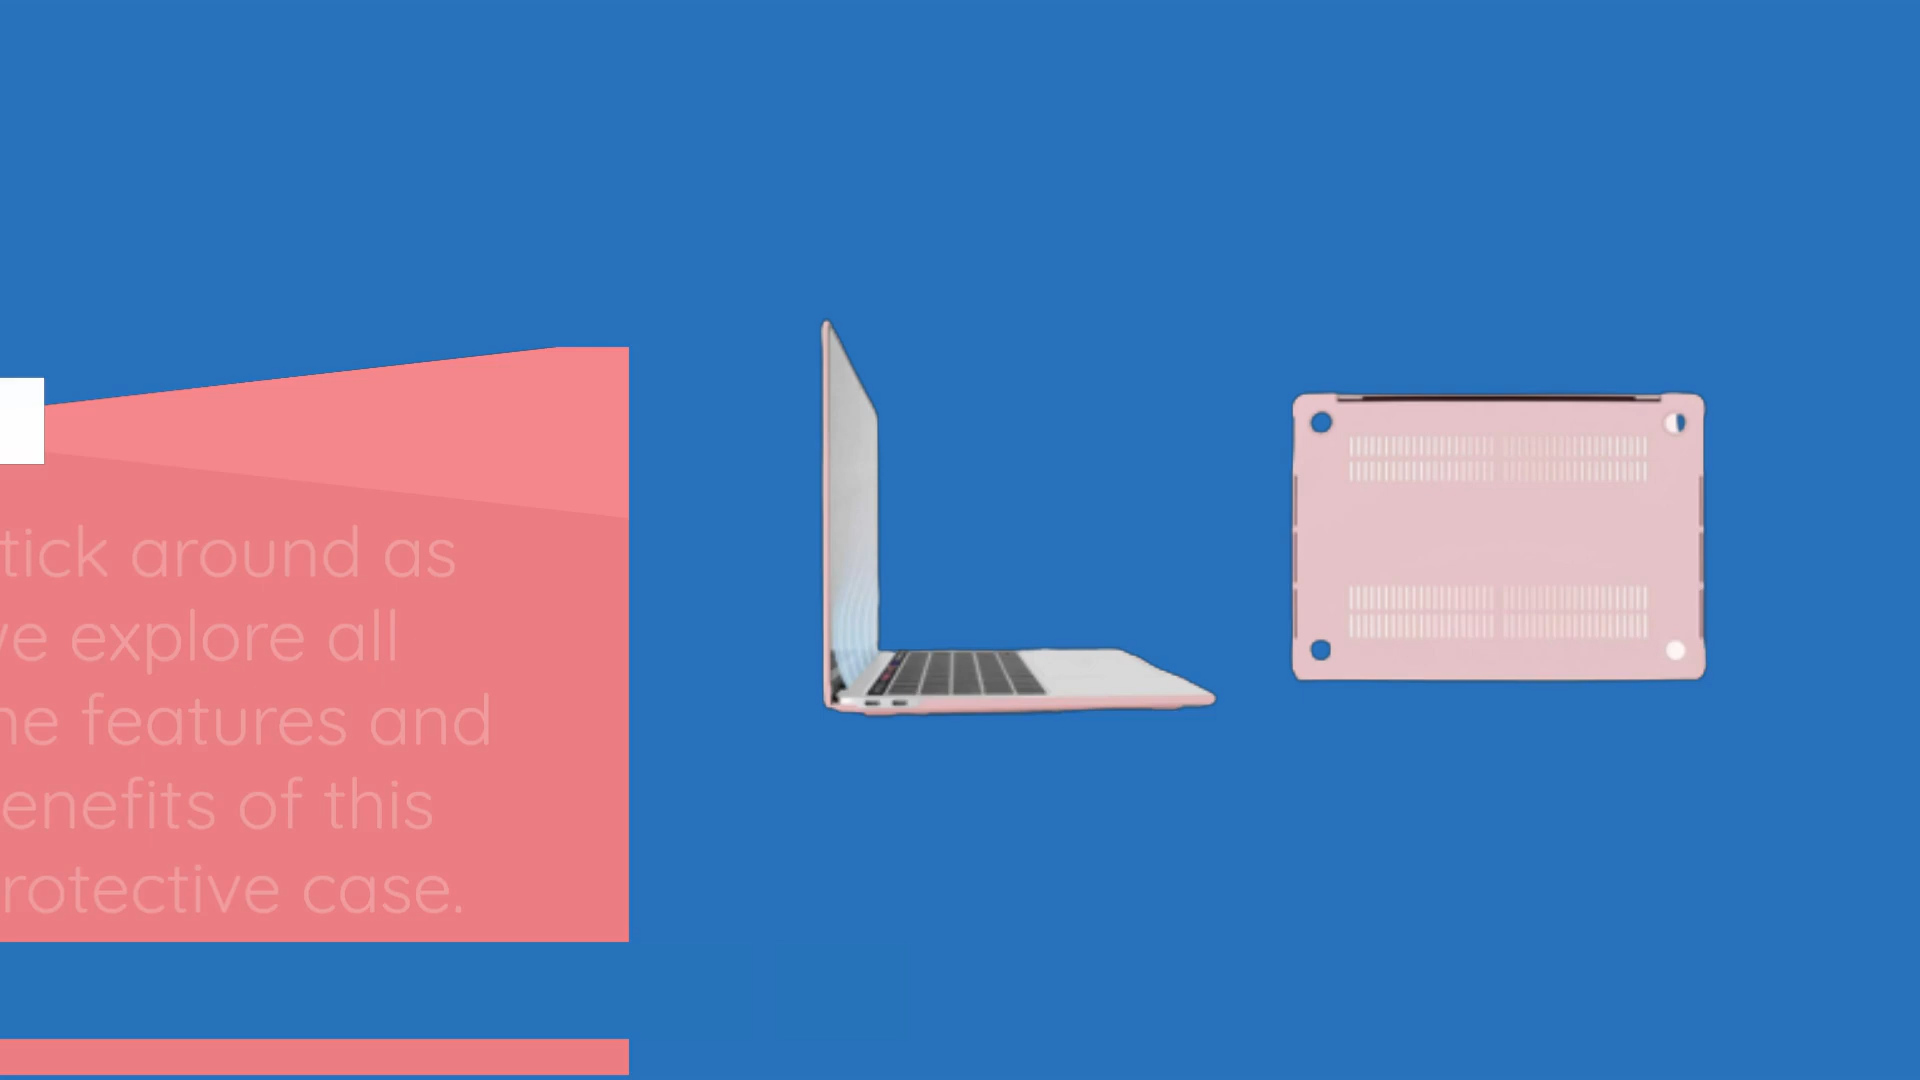 tick around as
ve explore all
he features and
enefits of this
rotective case.